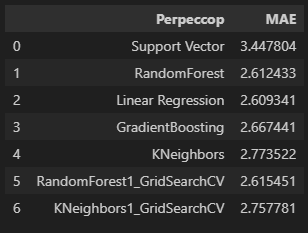 Perpeccop MAE
0 Support Vector 3.447804
1 RandomForest 2.612433
2 Linear Regression 2.609341
3 GradientBoosting 2.667441
4 KNeighbors 2.773522
5 RandomForest1_GridSearchCV 2.615451
6 KNeighbors1_GridSearchCV 2.757781